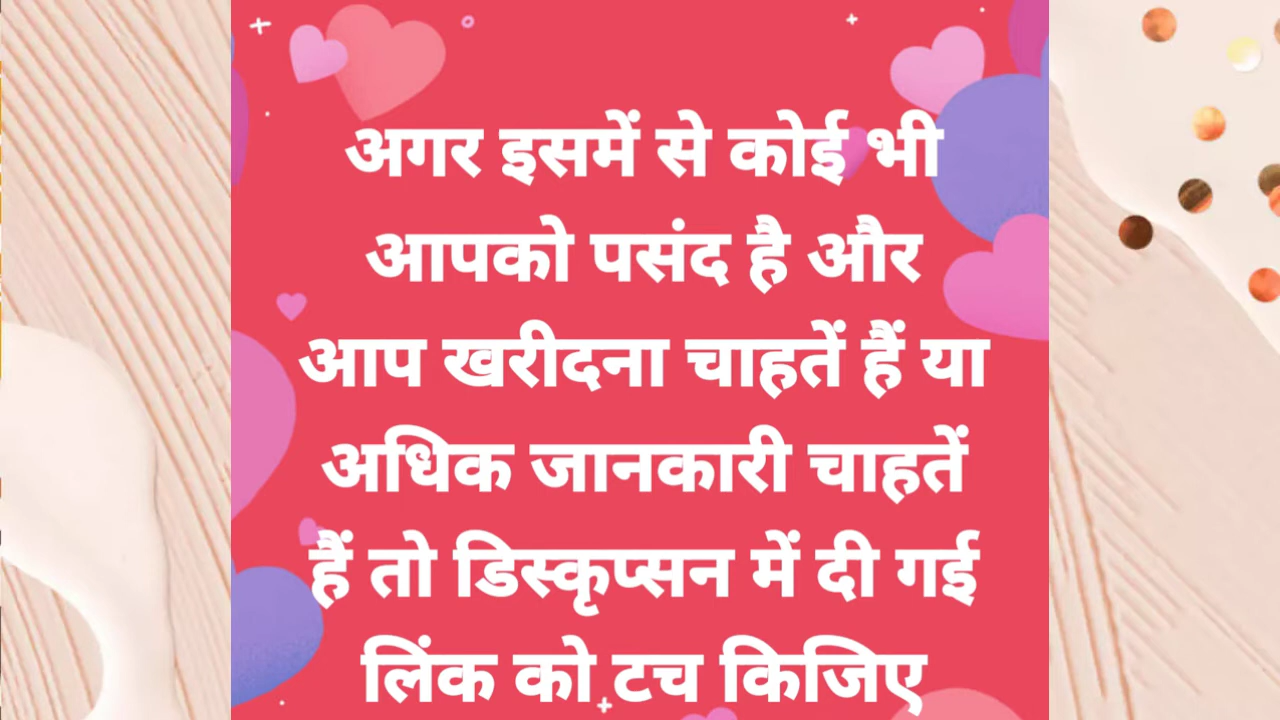 अगर इसमें से कोई भी
आपको पसंद है और
आप खरीदना चाहतें हैं या
अधिक जानकारी चाहतें
हैं तो डिस्कृप्सन में दी गई
लिंक को टच किजिए